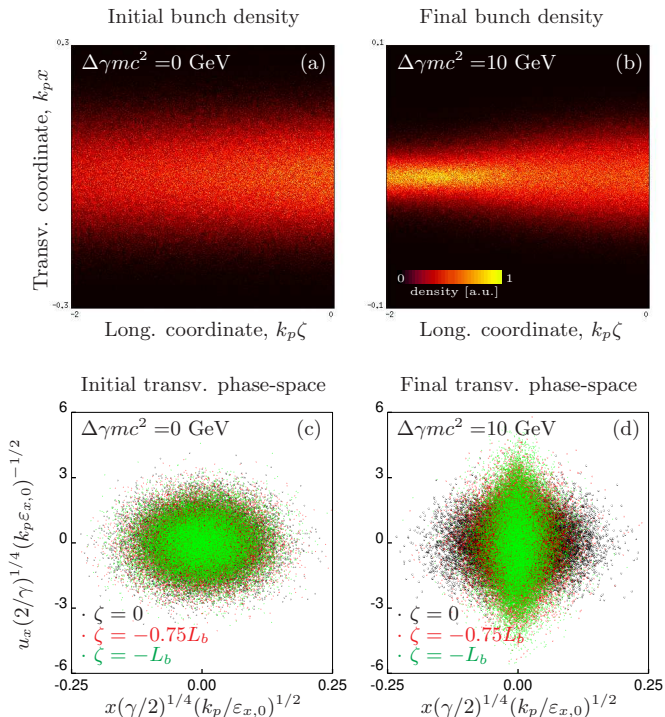 Initial bunch density
Final bunch density
0.3
Δγmc² =0 GeV (a)
Transv. coordinate, kₚx
-0.3
-2 0
Long. coordinate, kₚζ
0.1
Δγmc² =10 GeV (b)
0 1
density [a.u.]
-0.1
-2 0
Long. coordinate, kₚζ
Initial transv. phase-space
Final transv. phase-space
6
Δγmc² =0 GeV (c)
3
0
-3
-6
uₓ(2/γ)^{1/4}(kₚεₓ,₀)^{−1/2}
· ζ = 0
· ζ = −0.75L_b
· ζ = −L_b
-0.25 0.00 0.25
x(γ/2)^{1/4}(kₚ/εₓ,₀)^{1/2}
6
Δγmc² =10 GeV (d)
3
0
-3
-6
· ζ = 0
· ζ = −0.75L_b
· ζ = −L_b
-0.25 0.00 0.25
x(γ/2)^{1/4}(kₚ/εₓ,₀)^{1/2}